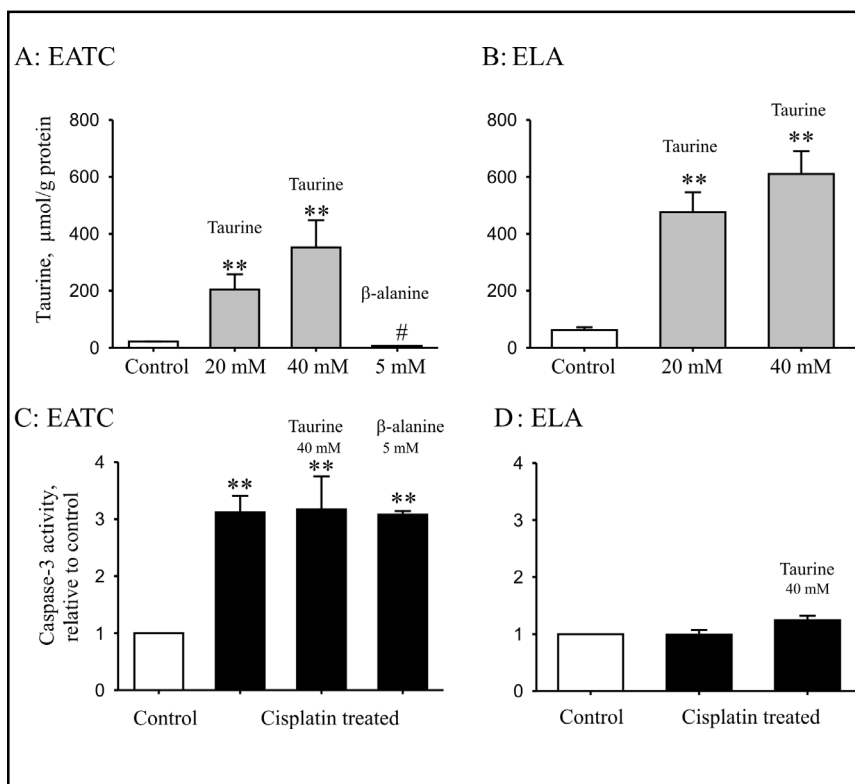 A: EATC
Taurine, μmol/g protein
800
600
400
200
0
Taurine
**
Taurine
**
β-alanine
#
Control 20 mM 40 mM 5 mM
B: ELA
800
600
400
200
0
Taurine
**
Taurine
**
Control 20 mM 40 mM
C: EATC
Caspase-3 activity,
relative to control
4
3
2
1
0
**
Taurine
40 mM
**
β-alanine
5 mM
**
Control Cisplatin treated
D: ELA
4
3
2
1
0
Taurine
40 mM
Control Cisplatin treated